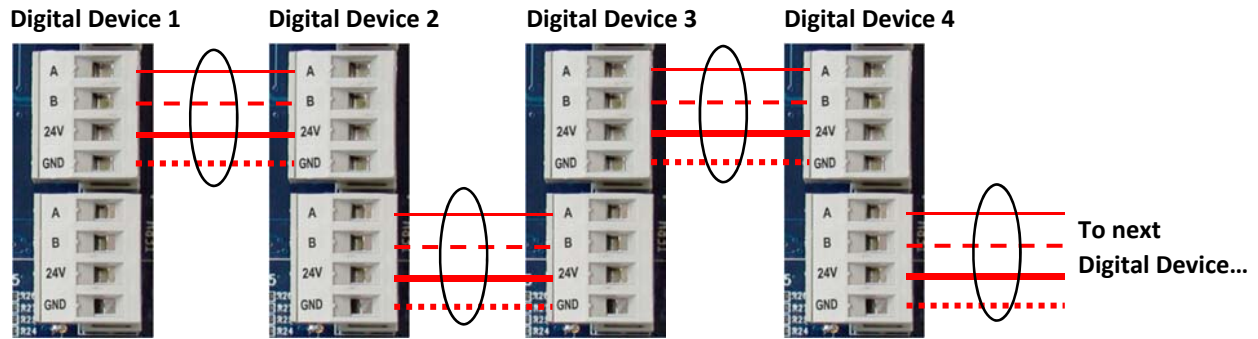 Digital Device 1
Digital Device 2
Digital Device 3
Digital Device 4
A
B
24V
GND
A
B
24V
GND
A
B
24V
GND
A
B
24V
GND
A
B
24V
GND
A
B
24V
GND
A
B
24V
GND
A
B
24V
GND
To next
Digital Device...